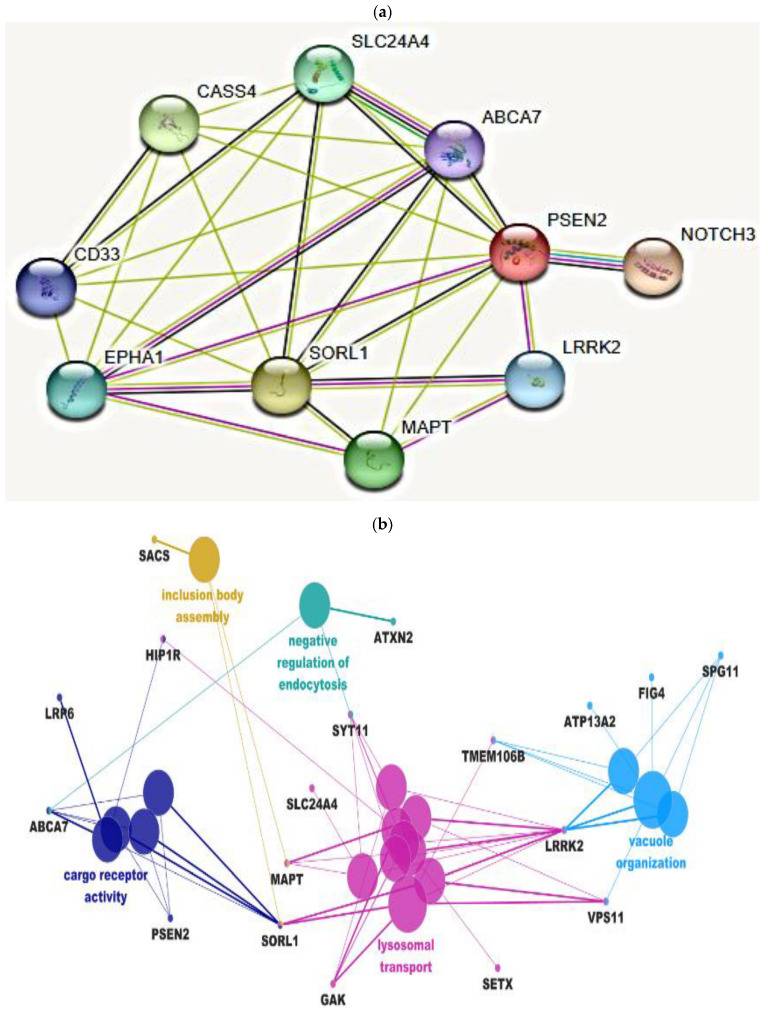 (a)
SLC24A4
CASS4
ABCA7
PSEN2
NOTCH3
CD33
EPHA1
SORL1
LRRK2
MAPT
(b)
SACS
inclusion body
assembly
negative
regulation of
endocytosis
ATXN2
HIP1R
SPG11
FIG4
LRP6
ATP13A2
SYT11
TMEM106B
SLC24A4
ABCA7
LRRK2
vacuole
organization
cargo receptor
activity
MAPT
PSEN2
SORL1
VPS11
lysosomal
transport
SETX
GAK